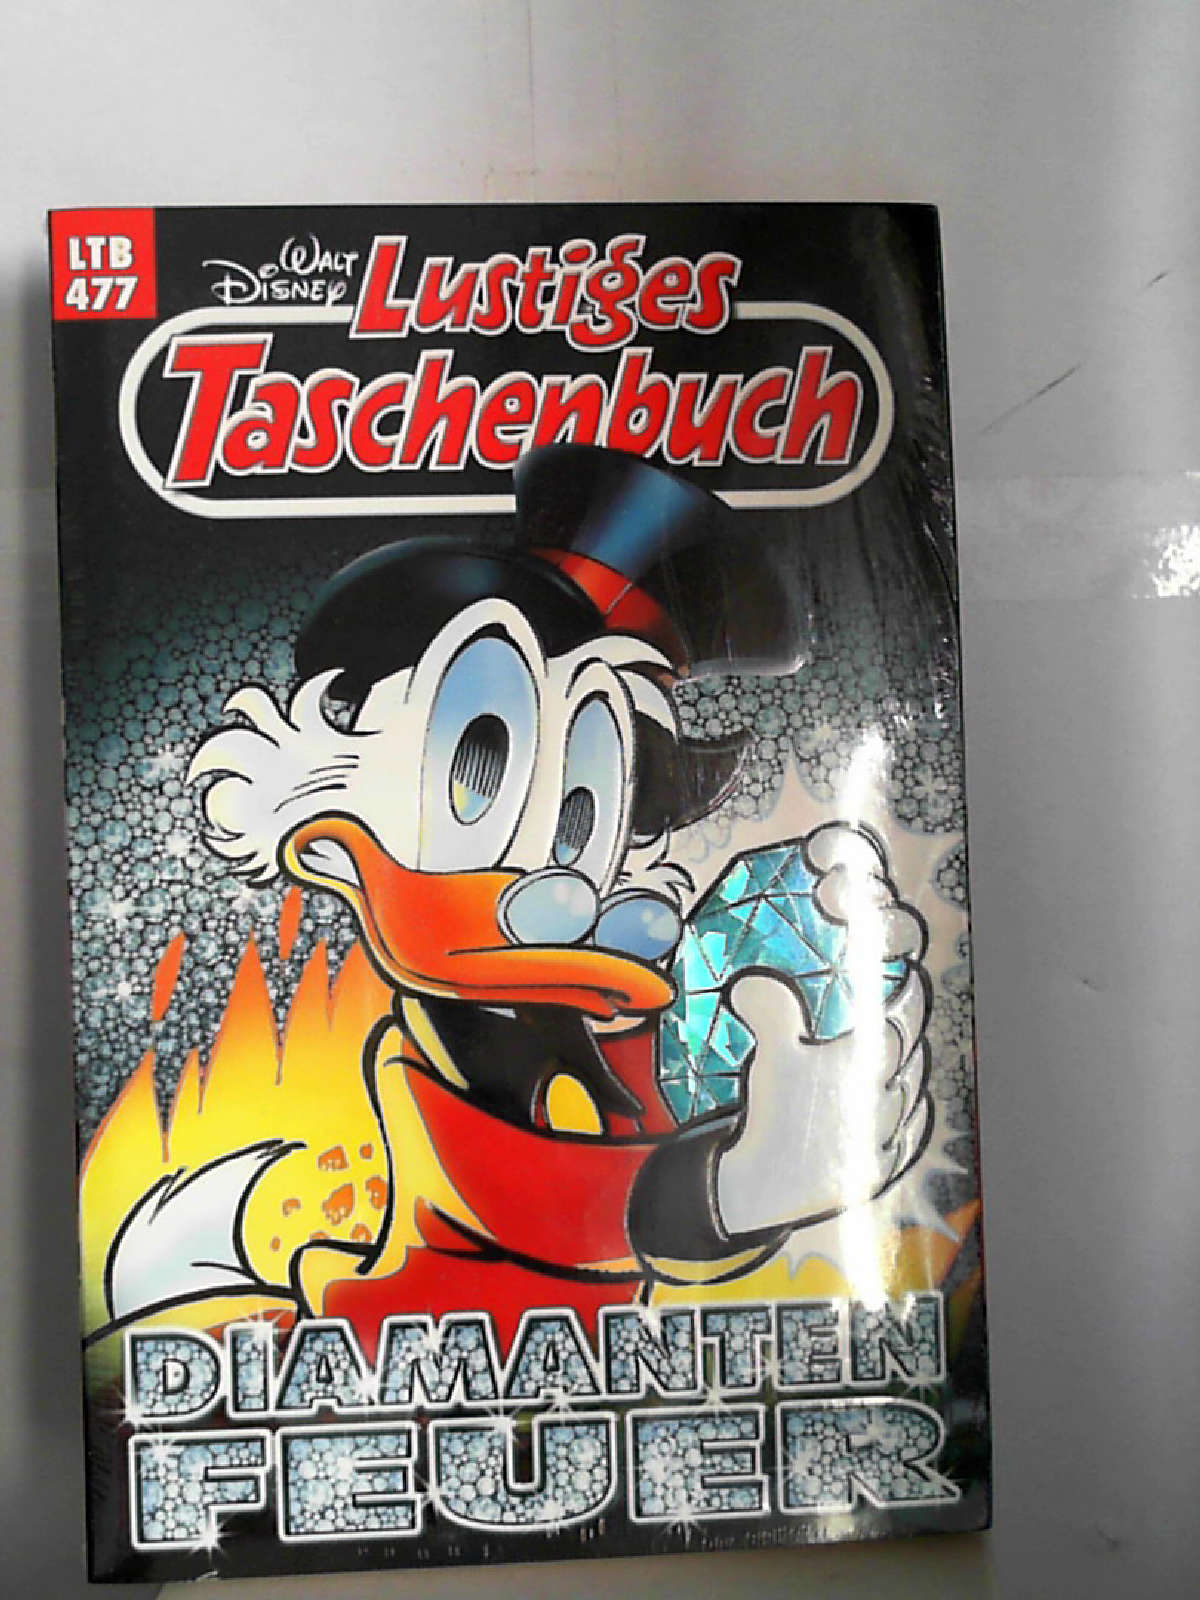 LTB
477
WALT
DISNEY
Lustiges
Taschenbuch
DIAMANTEN
FEUER